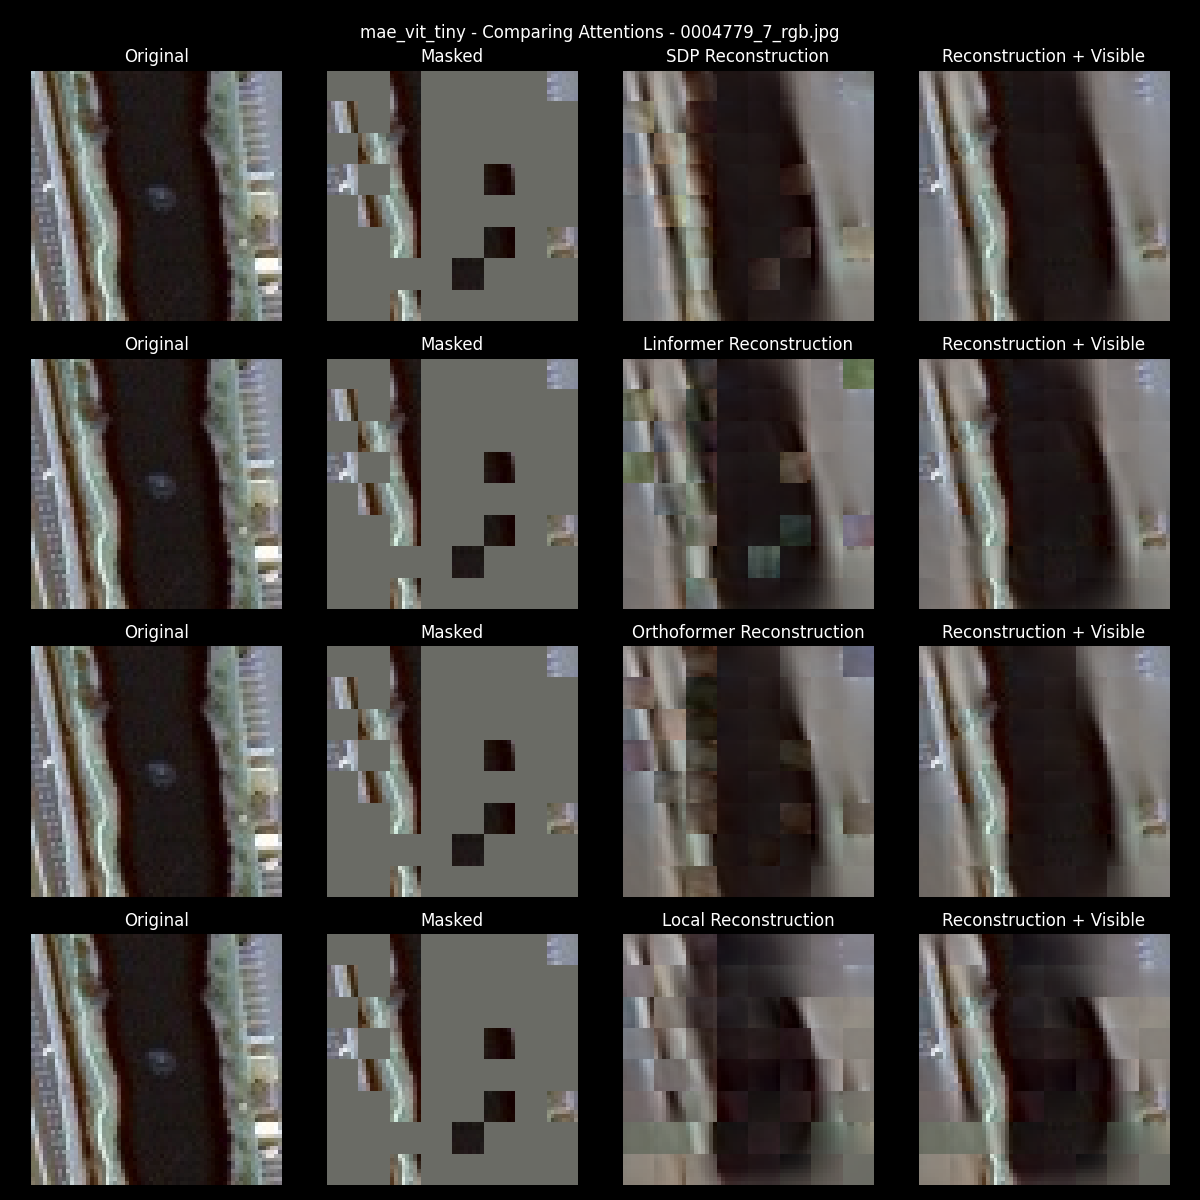 mae_vit_tiny - Comparing Attentions - 0004779_7_rgb.jpg
Original Masked SDP Reconstruction Reconstruction + Visible
Original Masked Linformer Reconstruction Reconstruction + Visible
Original Masked Orthoformer Reconstruction Reconstruction + Visible
Original Masked Local Reconstruction Reconstruction + Visible